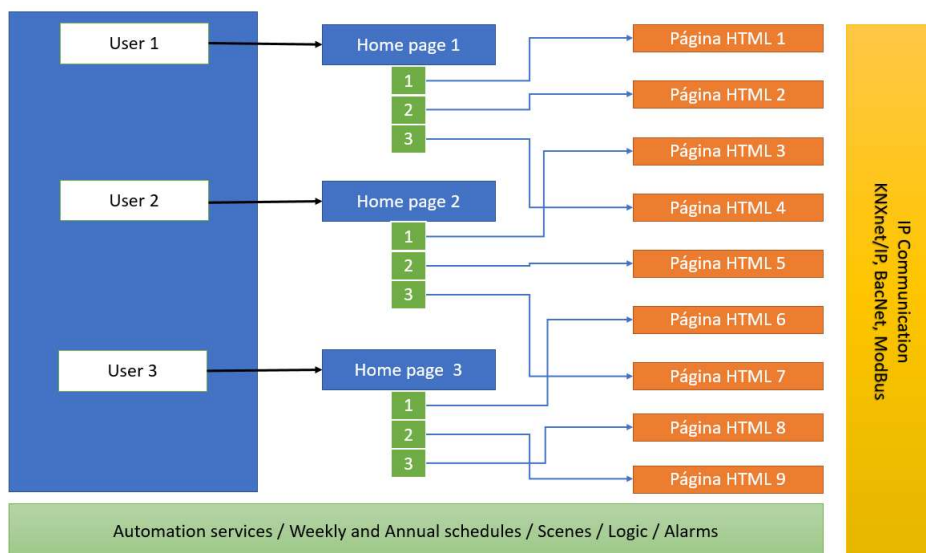 User 1
Home page 1
1
2
3
Página HTML 1
Página HTML 2
Página HTML 3
User 2
Home page 2
1
2
3
Página HTML 4
Página HTML 5
Página HTML 6
User 3
Home page  3
1
2
3
Página HTML 7
Página HTML 8
Página HTML 9
IP Communication
KNXnet/IP, BacNet, ModBus
Automation services / Weekly and Annual schedules / Scenes / Logic / Alarms